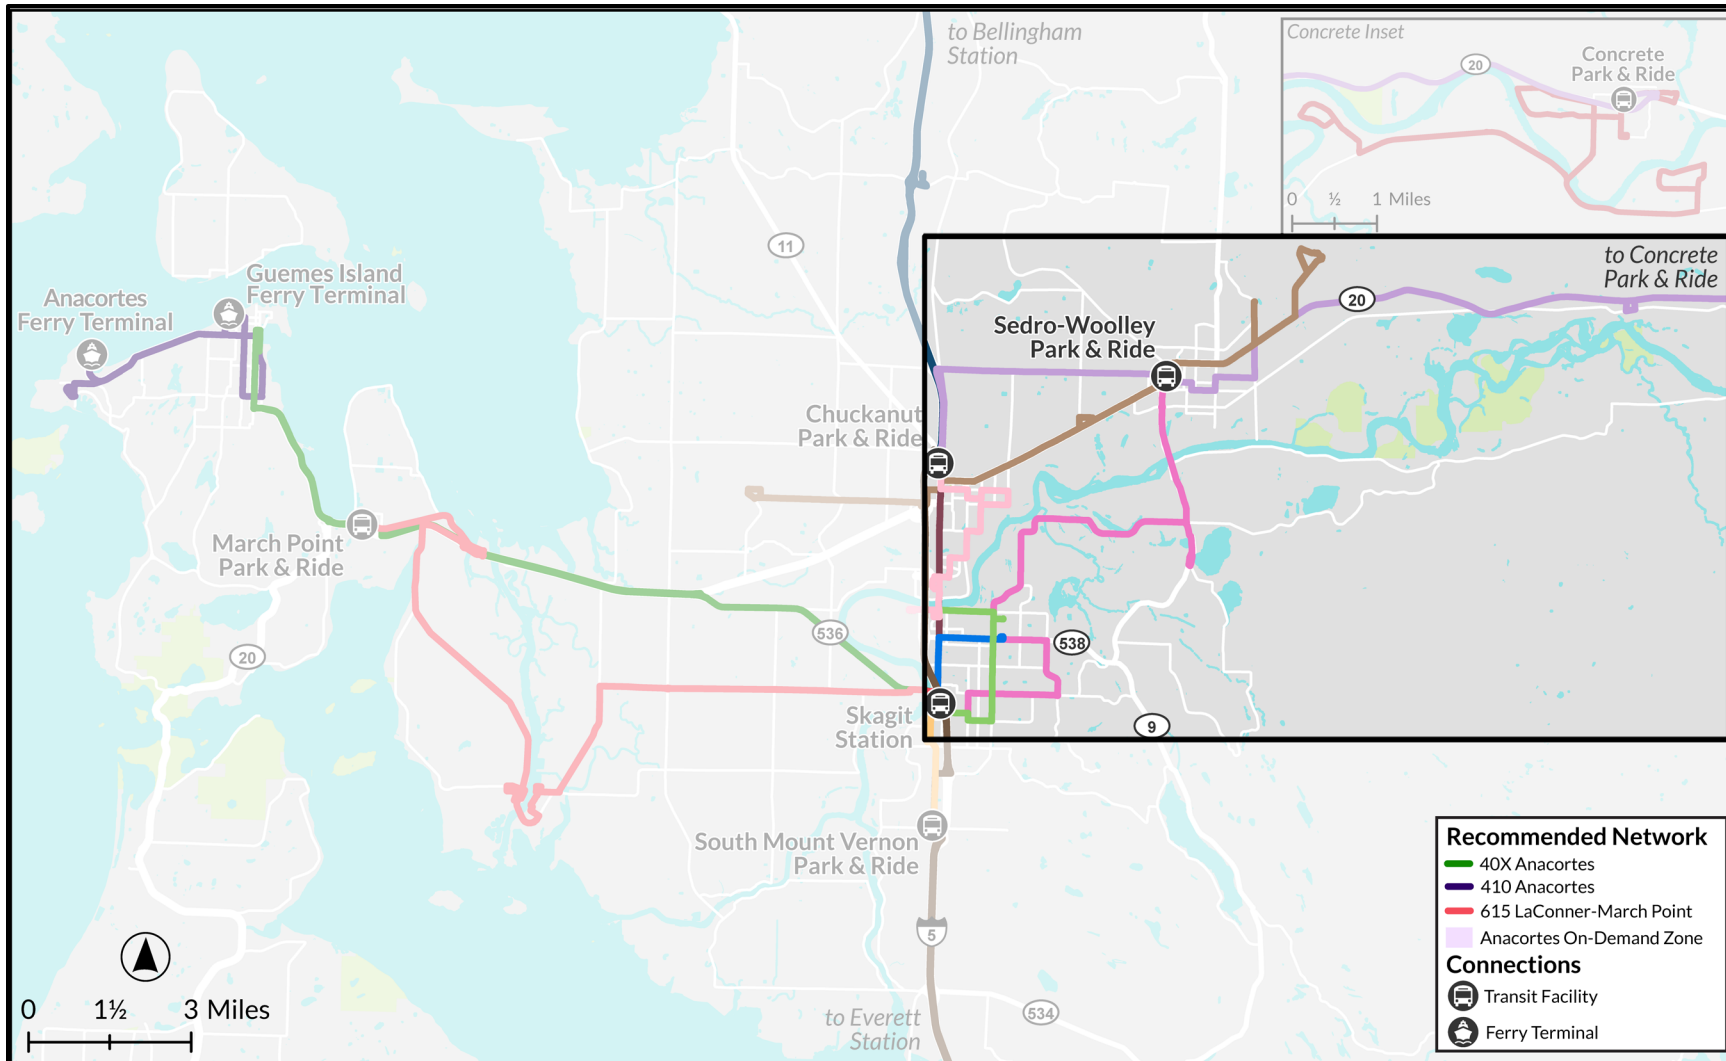 to Bellingham
Station
Concrete Inset
20
Concrete
Park & Ride
0 ½ 1 Miles
11
to Concrete
Park & Ride
20
Guemes Island
Ferry Terminal
Anacortes
Ferry Terminal
Sedro-Woolley
Park & Ride
Chuckanut
Park & Ride
March Point
Park & Ride
20
536
538
9
Skagit
Station
South Mount Vernon
Park & Ride
5
534
to Everett
Station
0 1½ 3 Miles
Recommended Network
40X Anacortes
410 Anacortes
615 LaConner-March Point
Anacortes On-Demand Zone
Connections
Transit Facility
Ferry Terminal